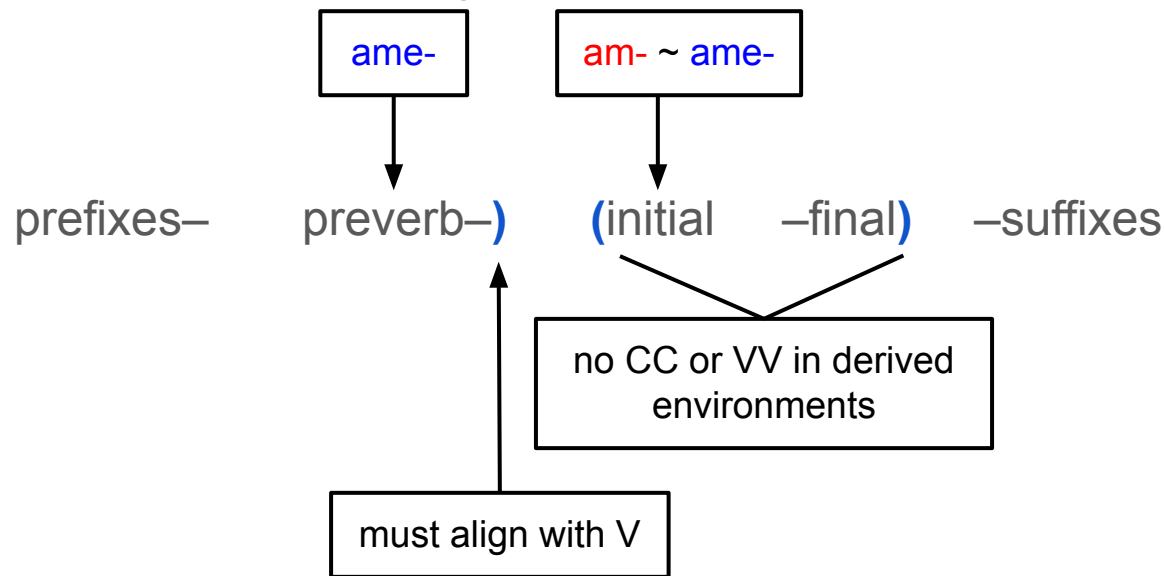 ame-
am- ~ ame-
prefixes– preverb–) (initial –final) –suffixes
no CC or VV in derived
environments
must align with V